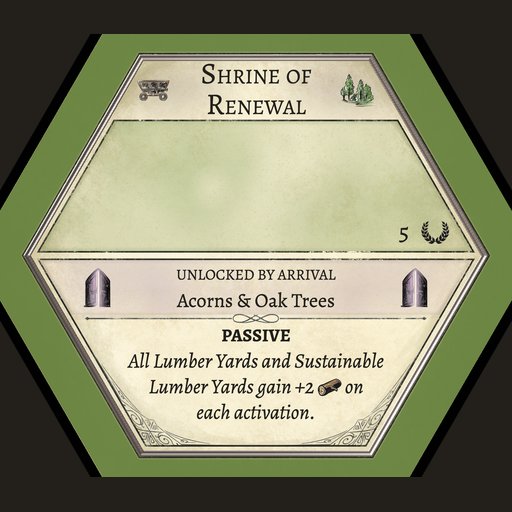 Shrine of
Renewal
5
UNLOCKED BY ARRIVAL
Acorns & Oak Trees
PASSIVE
All Lumber Yards and Sustainable
Lumber Yards gain +2 on
each activation.